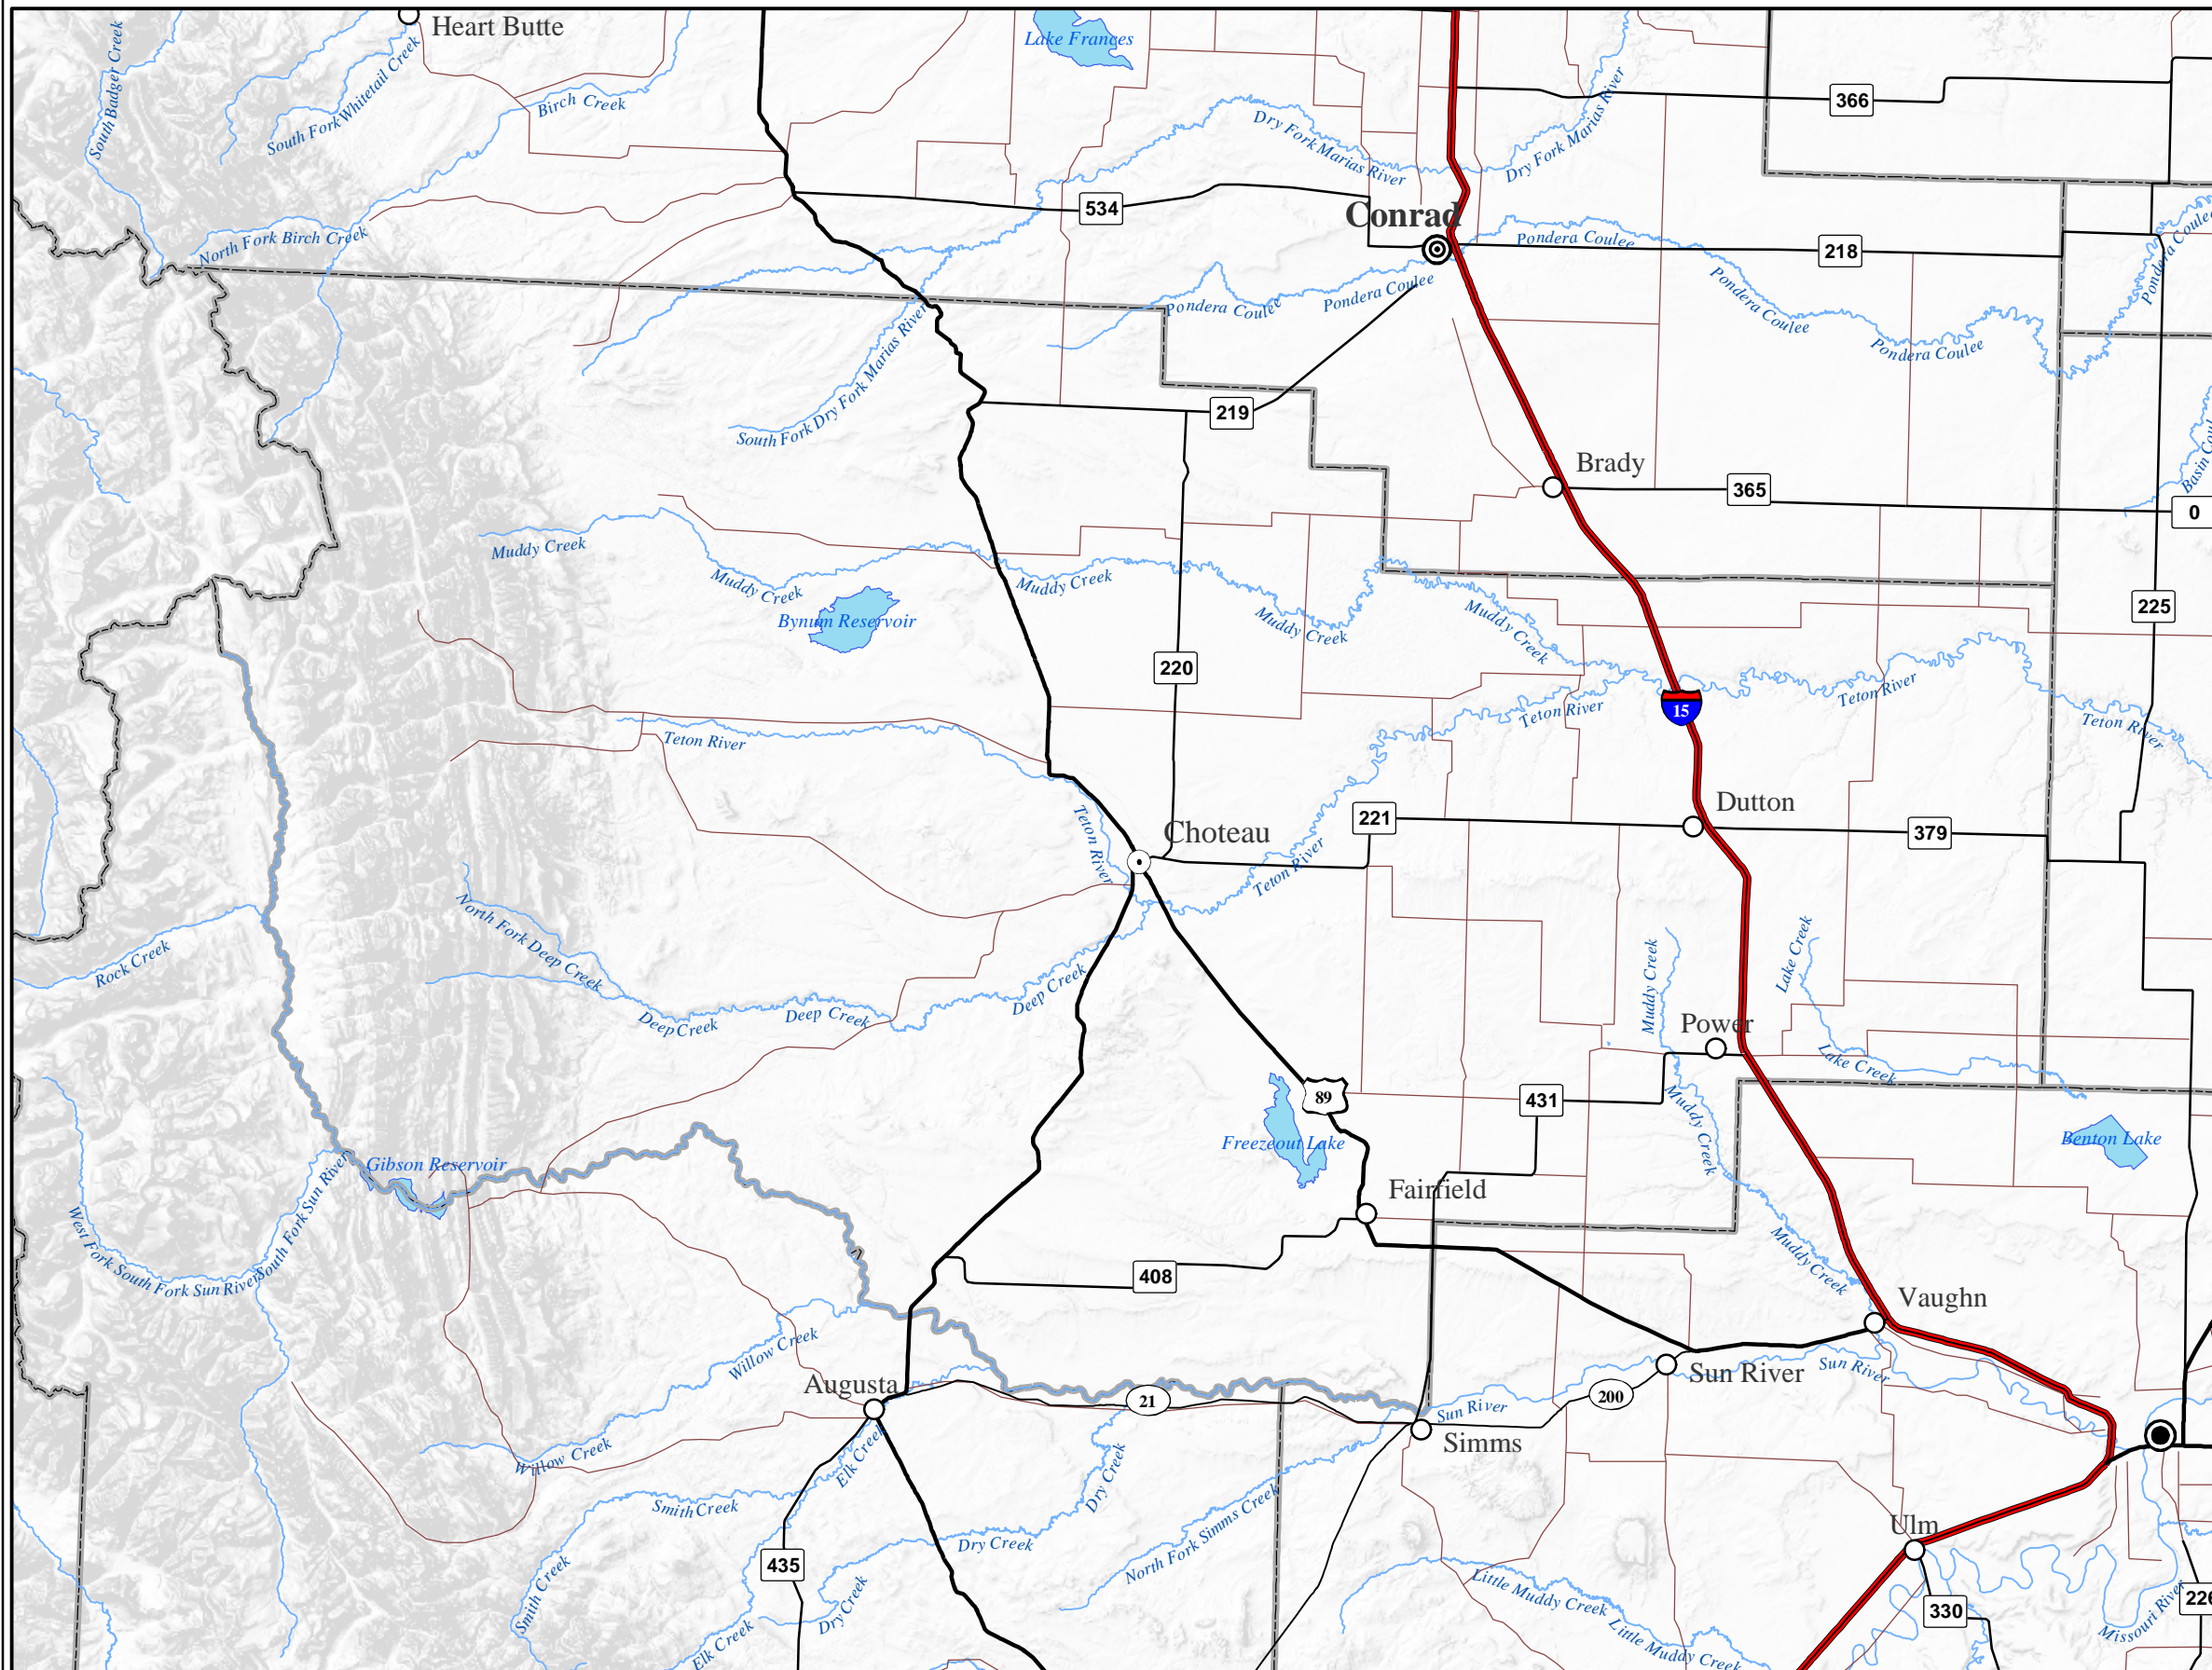 Heart Butte
Lake Frances
South Badger Creek
South Fork Whitetail Creek
Birch Creek
366
Dry Fork Marias River
Dry Fork Marias River
534
Conrad
North Fork Birch Creek
Pondera Coulee
218
Pondera Coulee
Pondera Coulee
Pondera Coulee
Pondera Coulee
Pondera Coulee
Pondera Coulee
South Fork Dry Fork Marias River
219
Brady
365
0
Muddy Creek
Muddy Creek
Muddy Creek
Muddy Creek
Muddy Creek
Bynum Reservoir
225
220
15
Teton River
Teton River
Teton River
Teton River
Dutton
221
379
Choteau
Teton River
Teton River
North Fork Deep Creek
Rock Creek
Deep Creek
Deep Creek
Deep Creek
Muddy Creek
Lake Creek
Power
Lake Creek
89
431
Muddy Creek
Freezeout Lake
Benton Lake
Gibson Reservoir
Fairfield
West Fork South Fork Sun River
South Fork Sun River
408
Muddy Creek
Vaughn
Willow Creek
Sun River
Sun River
Augusta
21
200
Sun River
Simms
Willow Creek
Elk Creek
Smith Creek
Dry Creek
North Fork Simms Creek
Dry Creek
Ulm
435
Smith Creek
Dry Creek
Elk Creek
Little Muddy Creek
Little Muddy Creek
330
Missouri River
226